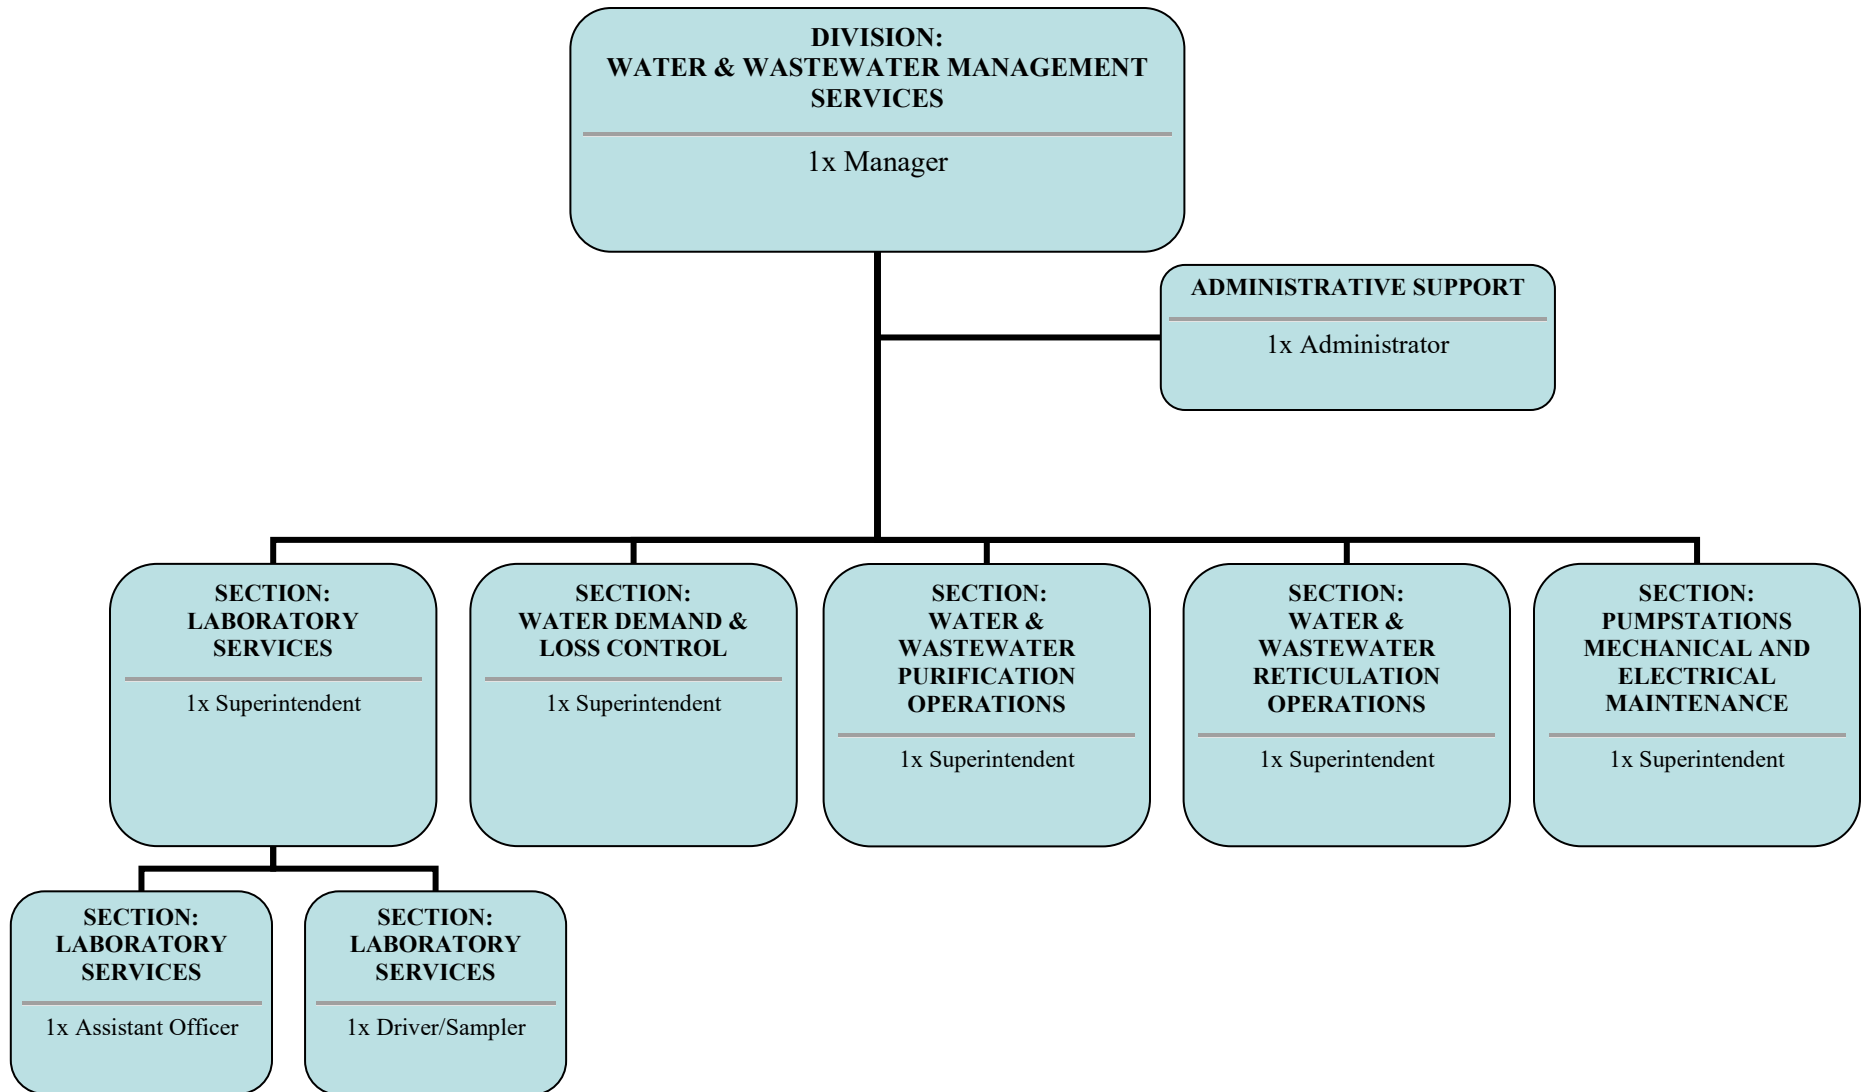 DIVISION:
WATER & WASTEWATER MANAGEMENT
SERVICES
1x Manager
ADMINISTRATIVE SUPPORT
1x Administrator
SECTION:
LABORATORY
SERVICES
1x Superintendent
SECTION:
WATER DEMAND &
LOSS CONTROL
1x Superintendent
SECTION:
WATER &
WASTEWATER
PURIFICATION
OPERATIONS
1x Superintendent
SECTION:
WATER &
WASTEWATER
RETICULATION
OPERATIONS
1x Superintendent
SECTION:
PUMPSTATIONS
MECHANICAL AND
ELECTRICAL
MAINTENANCE
1x Superintendent
SECTION:
LABORATORY
SERVICES
1x Assistant Officer
SECTION:
LABORATORY
SERVICES
1x Driver/Sampler